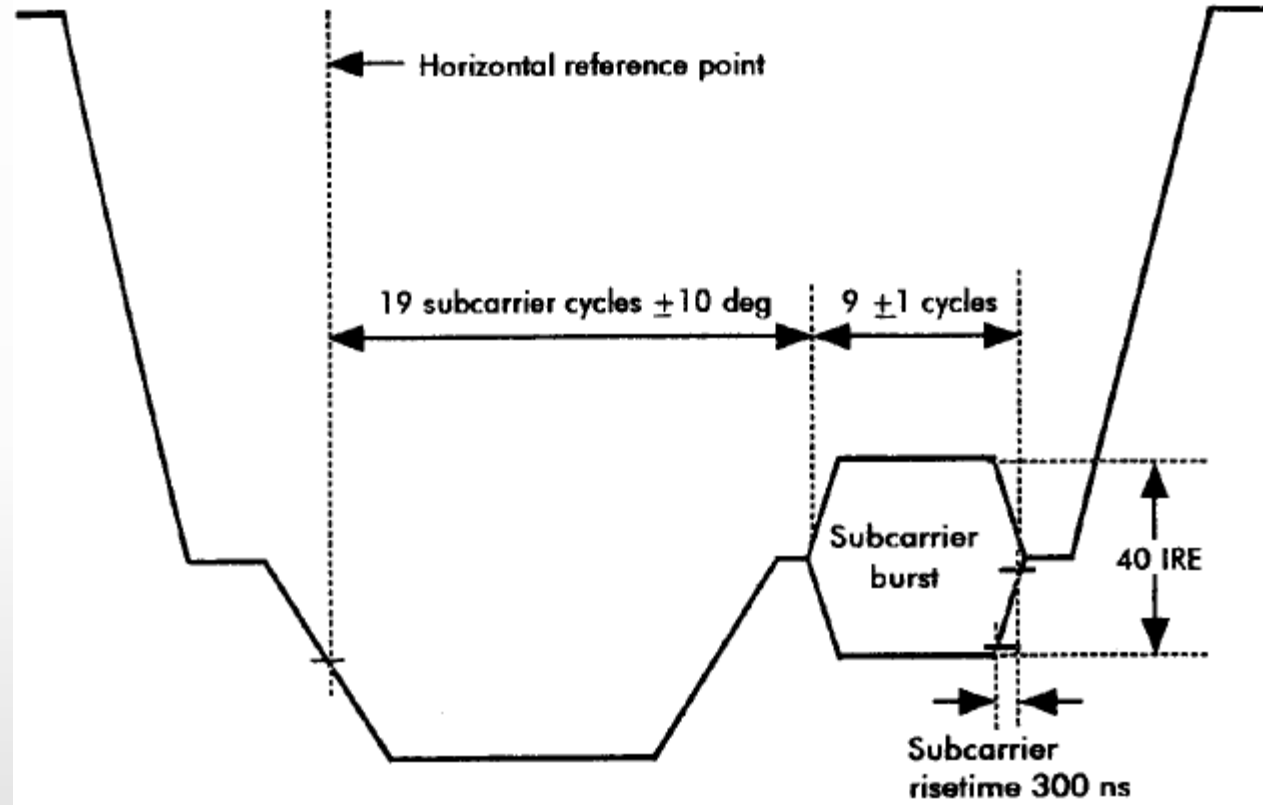 Horizontal reference point
19 subcarrier cycles ±10 deg
9 ±1 cycles
Subcarrier
burst
40 IRE
Subcarrier
risetime 300 ns